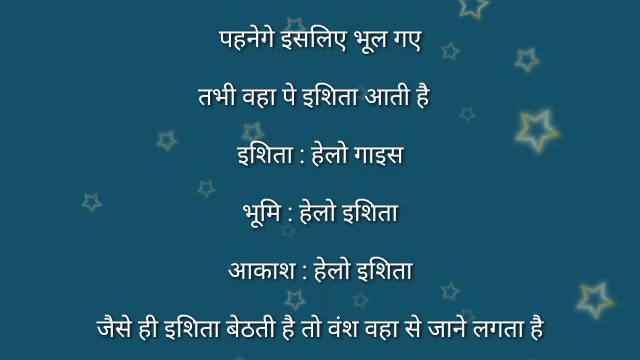 पहनेगे इसलिए भूल गए
तभी वहा पे इशिता आती है
इशिता : हेलो गाइस
भूमि : हेलो इशिता
आकाश : हेलो इशिता
जैसे ही इशिता बेठती है तो वंश वहा से जाने लगता है